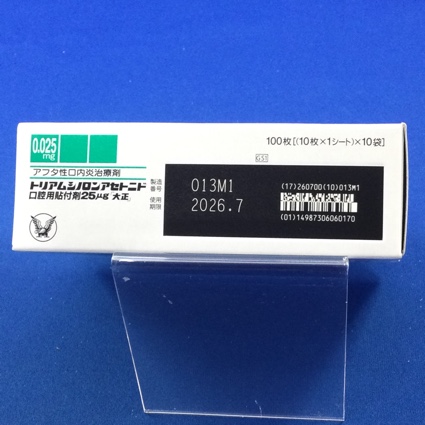 0.025
mg
アフタ性口内炎治療剤
トリアムシノロンアセトニド
口腔用貼付剤25μg 大正
100枚[(10枚×1シート)×10袋]
GS1
製造
番号
013M1
使用
期限
2026.7
(17)260700(10)013M1
(01)14987306060170